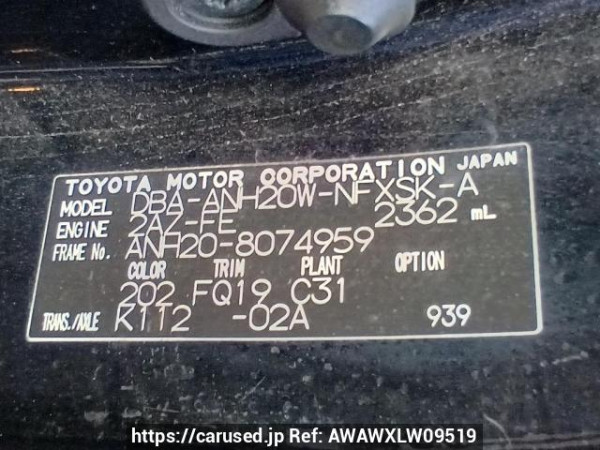 TOYOTA MOTOR CORPORATION JAPAN
MODEL DBA-ANH20W-NFXSK-A
ENGINE 2AZ-FE 2362 mL
FRAME No. ANH20-8074959
COLOR TRIM PLANT OPTION
202 FQ19 C31
TRANS./AXLE K112 -02A 939
https://carused.jp Ref: AWAWXLW09519